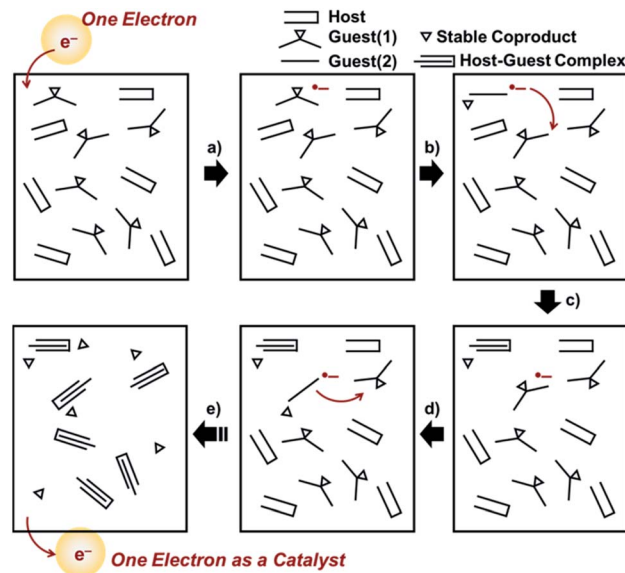 One Electron
e⁻
Host
Guest(1)
Stable Coproduct
Guest(2)
Host-Guest Complex
•−
•−
a)
b)
c)
•−
•−
e)
d)
e⁻
One Electron as a Catalyst